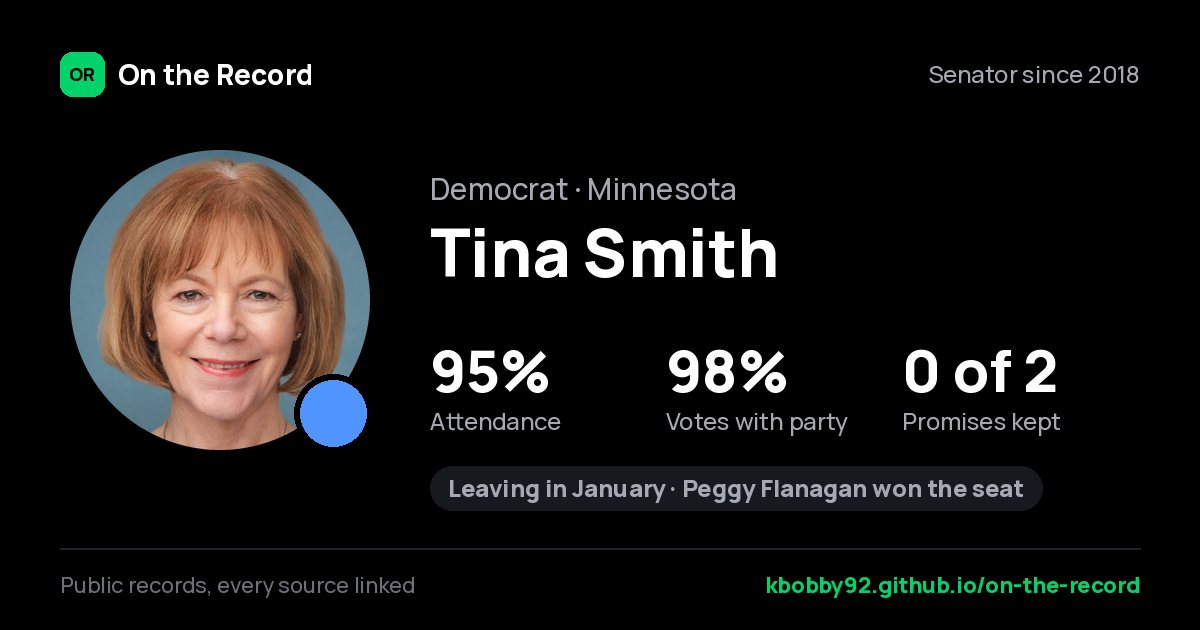 OR On the Record
Senator since 2018
Democrat · Minnesota
Tina Smith
95% 98% 0 of 2
Attendance Votes with party Promises kept
Leaving in January · Peggy Flanagan won the seat
Public records, every source linked
kbobby92.github.io/on-the-record